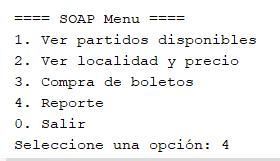 ==== SOAP Menu ====
1. Ver partidos disponibles
2. Ver localidad y precio
3. Compra de boletos
4. Reporte
0. Salir
Seleccione una opción: 4